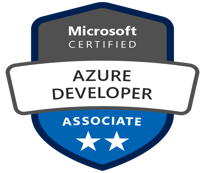 Microsoft
CERTIFIED
AZURE
DEVELOPER
ASSOCIATE